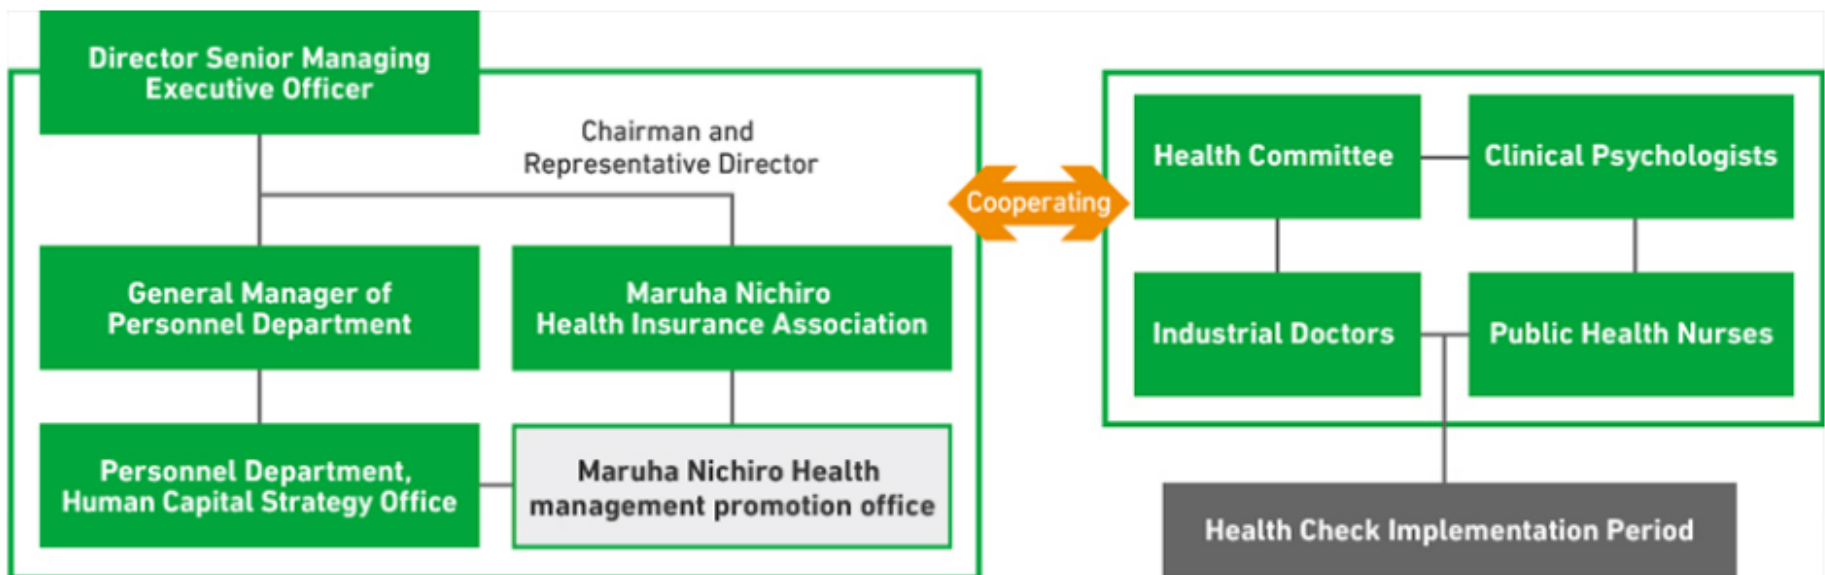 Director Senior Managing
Executive Officer
Chairman and
Representative Director
General Manager of
Personnel Department
Maruha Nichiro
Health Insurance Association
Personnel Department,
Human Capital Strategy Office
Maruha Nichiro Health
management promotion office
Cooperating
Health Committee
Clinical Psychologists
Industrial Doctors
Public Health Nurses
Health Check Implementation Period